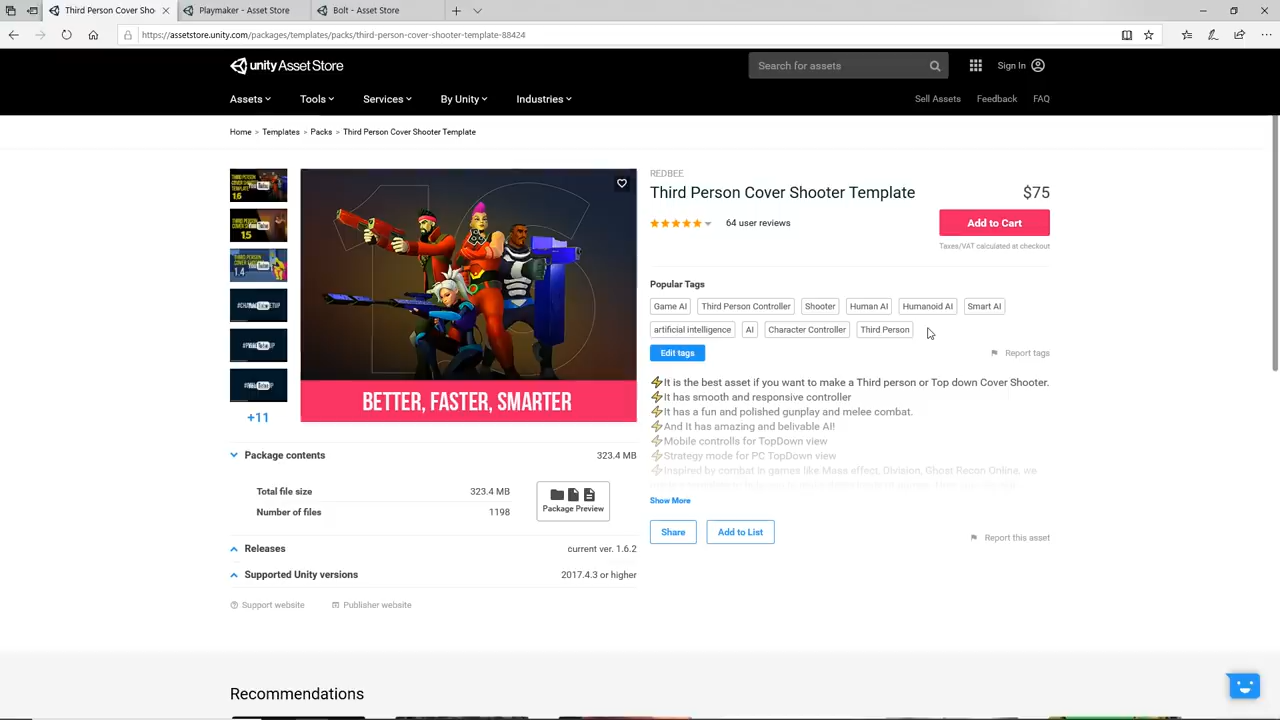 Third Person Cover Sho
Playmaker - Asset Store
Bolt - Asset Store
https://assetstore.unity.com/packages/templates/packs/third-person-cover-shooter-template-88424
unity Asset Store
Search for assets
Sign In
Assets
Tools
Services
By Unity
Industries
Sell Assets
Feedback
FAQ
Home > Templates > Packs > Third Person Cover Shooter Template
REDBEE
Third Person Cover Shooter Template
$75
64 user reviews
Add to Cart
Taxes/VAT calculated at checkout
Popular Tags
Game AI
Third Person Controller
Shooter
Human AI
Humanoid AI
Smart AI
artificial intelligence
AI
Character Controller
Third Person
Edit tags
Report tags
It is the best asset if you want to make a Third person or Top down Cover Shooter.
It has smooth and responsive controller
It has a fun and polished gunplay and melee combat.
And It has amazing and belivable AI!
Mobile controlls for TopDown view
Strategy mode for PC TopDown view
Inspired by combat in games like Maas effect, Division, Ghost Recon Online, we
Show More
Share
Add to List
Report this asset
BETTER, FASTER, SMARTER
+11
Package contents
323.4 MB
Total file size
323.4 MB
Number of files
1198
Package Preview
Releases
current ver. 1.6.2
Supported Unity versions
2017.4.3 or higher
Support website
Publisher website
Recommendations